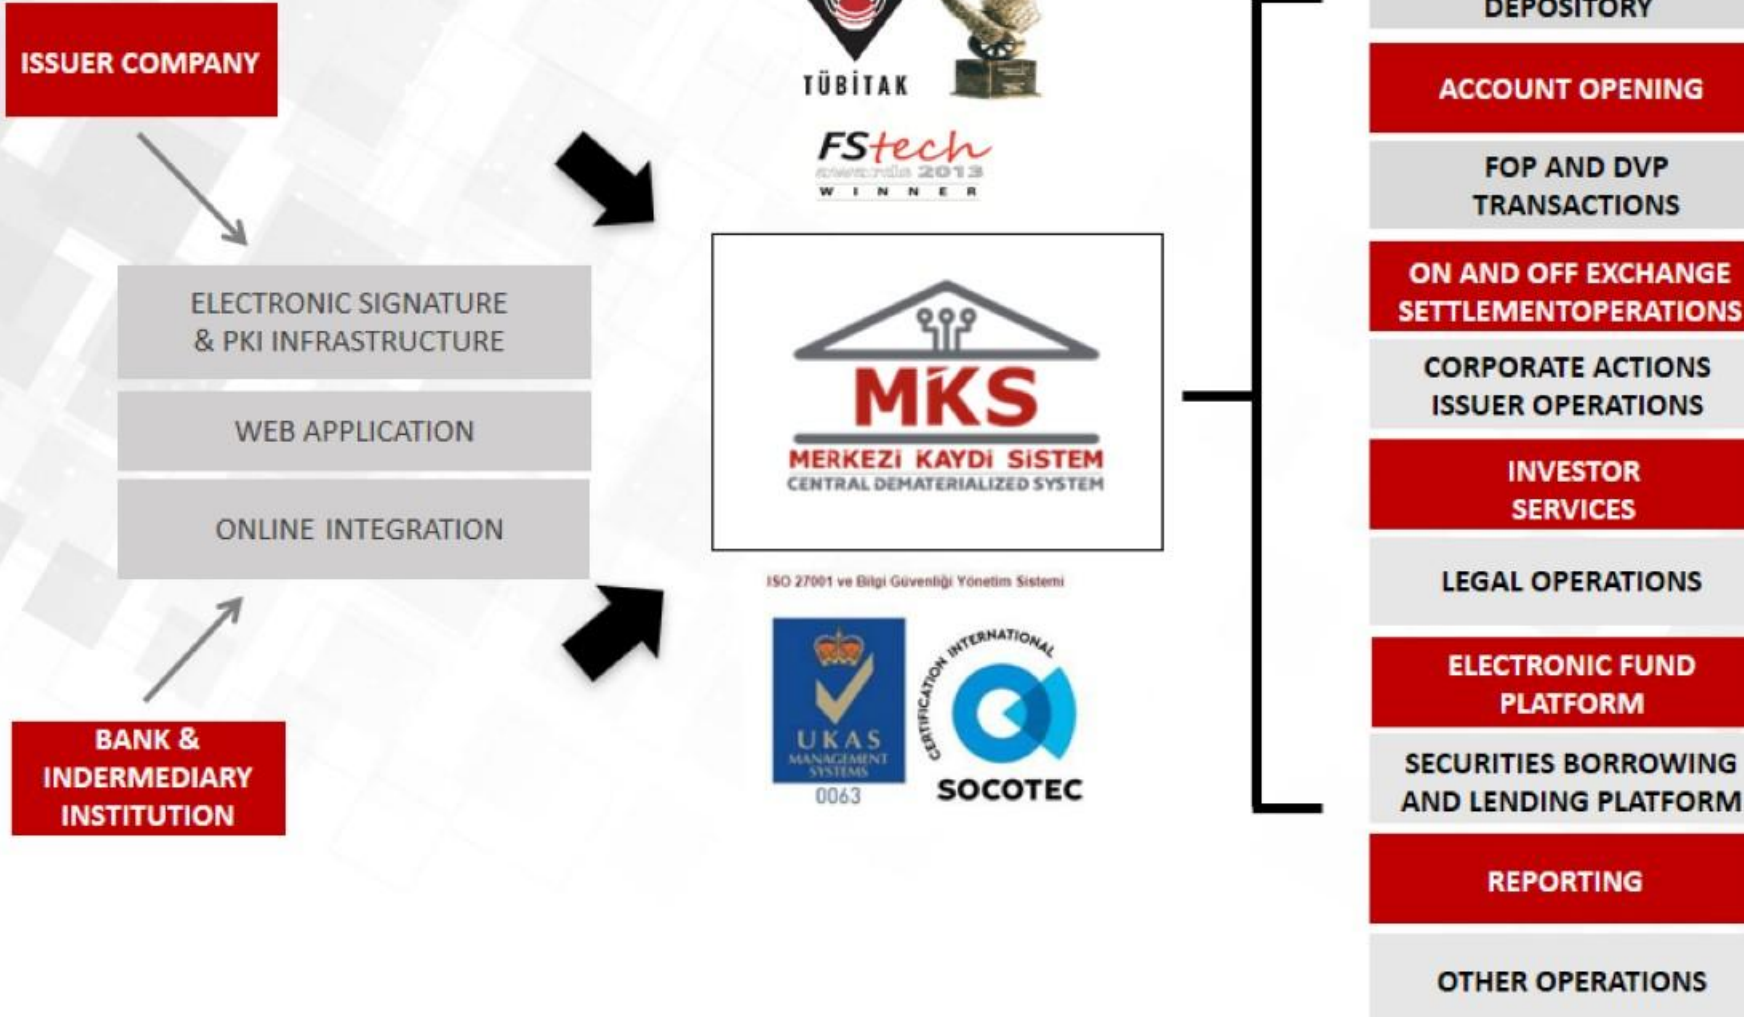 ISSUER COMPANY
ELECTRONIC SIGNATURE
& PKI INFRASTRUCTURE
WEB APPLICATION
ONLINE INTEGRATION
BANK &
INDERMEDIARY
INSTITUTION
TÜBİTAK
FStech
awards 2013
WINNER
MKS
MERKEZİ KAYDİ SİSTEM
CENTRAL DEMATERIALIZED SYSTEM
ISO 27001 ve Bilgi Güvenliği Yönetim Sistemi
UKAS
MANAGEMENT
SYSTEMS
0063
CERTIFICATION INTERNATIONAL
SOCOTEC
DEPOSITORY
ACCOUNT OPENING
FOP AND DVP
TRANSACTIONS
ON AND OFF EXCHANGE
SETTLEMENTOPERATIONS
CORPORATE ACTIONS
ISSUER OPERATIONS
INVESTOR
SERVICES
LEGAL OPERATIONS
ELECTRONIC FUND
PLATFORM
SECURITIES BORROWING
AND LENDING PLATFORM
REPORTING
OTHER OPERATIONS